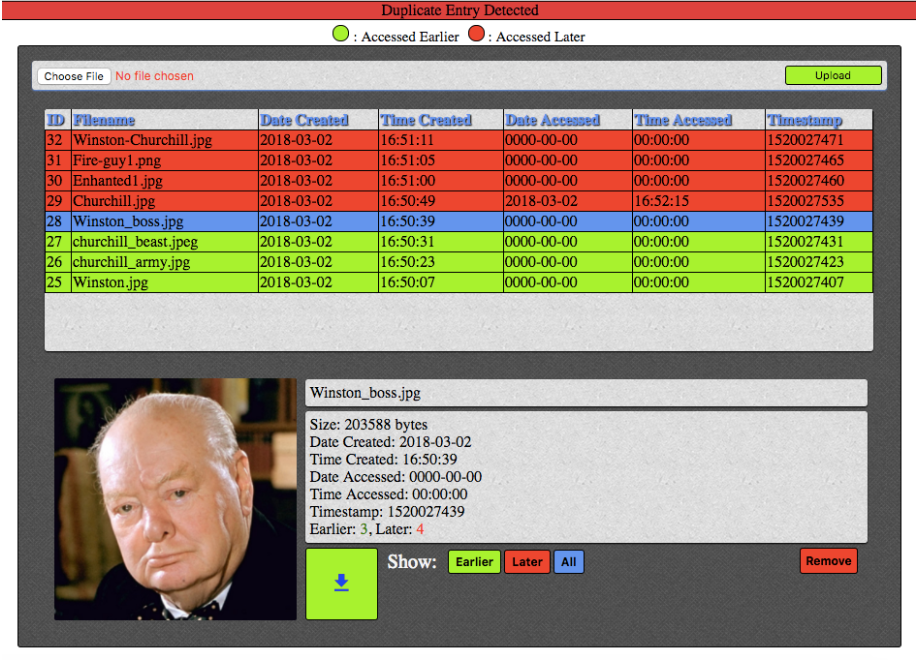 Duplicate Entry Detected
: Accessed Earlier : Accessed Later
Choose File No file chosen Upload
ID Filename Date Created Time Created Date Accessed Time Accessed Timestamp
32 Winston-Churchill.jpg 2018-03-02 16:51:11 0000-00-00 00:00:00 1520027471
31 Fire-guy1.png 2018-03-02 16:51:05 0000-00-00 00:00:00 1520027465
30 Enhanted1.jpg 2018-03-02 16:51:00 0000-00-00 00:00:00 1520027460
29 Churchill.jpg 2018-03-02 16:50:49 2018-03-02 16:52:15 1520027535
28 Winston_boss.jpg 2018-03-02 16:50:39 0000-00-00 00:00:00 1520027439
27 churchill_beast.jpeg 2018-03-02 16:50:31 0000-00-00 00:00:00 1520027431
26 churchill_army.jpg 2018-03-02 16:50:23 0000-00-00 00:00:00 1520027423
25 Winston.jpg 2018-03-02 16:50:07 0000-00-00 00:00:00 1520027407
Winston_boss.jpg
Size: 203588 bytes
Date Created: 2018-03-02
Time Created: 16:50:39
Date Accessed: 0000-00-00
Time Accessed: 00:00:00
Timestamp: 1520027439
Earlier: 3, Later: 4
Show: Earlier Later All Remove